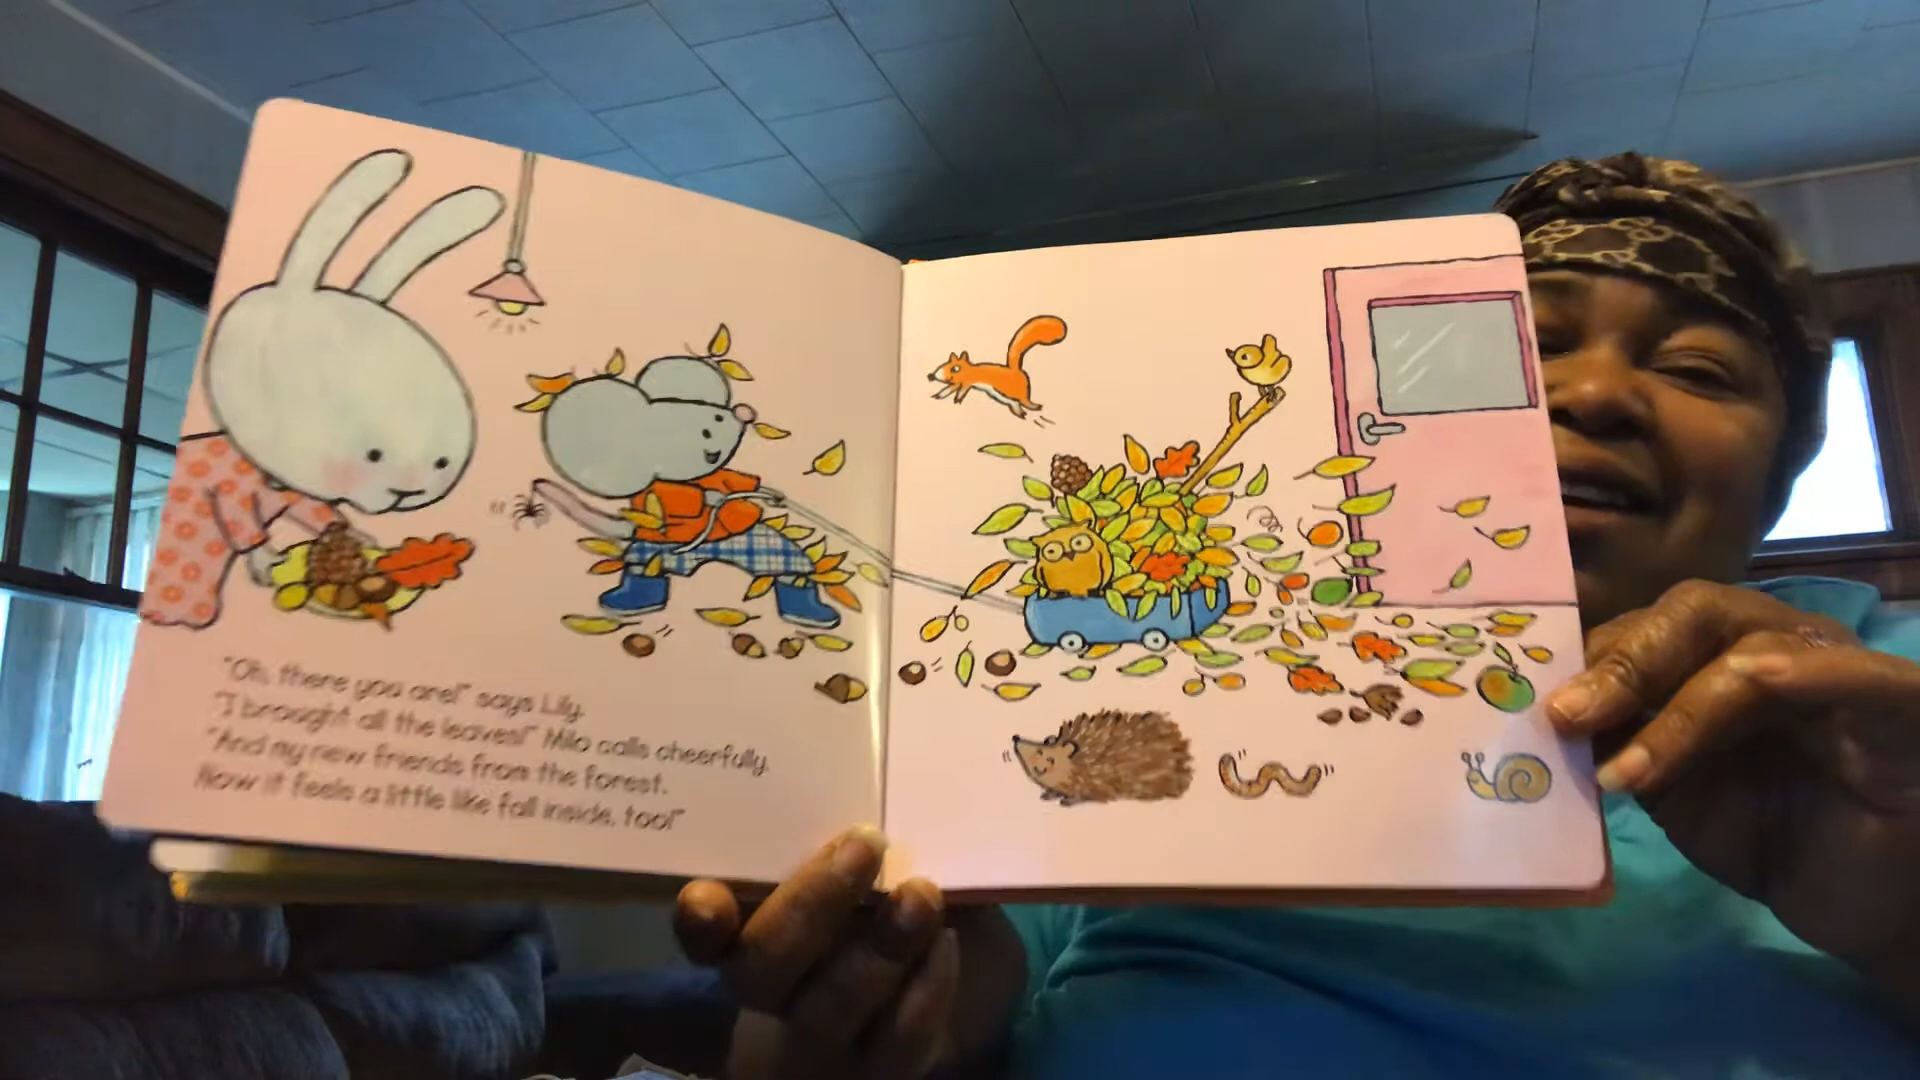 "Oh, there you are!" says Lily.
"I brought all the leaves!" Milo calls cheerfully.
"And my new friends from the forest.
Now it feels a little like fall inside, too!"